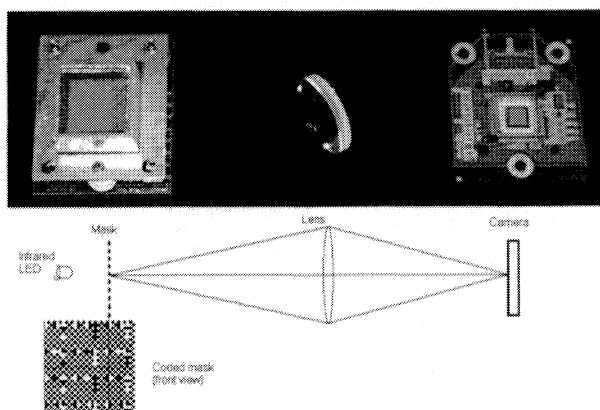 Mask
Lens
Camera
Infrared
LED
Coded mask
(front view)